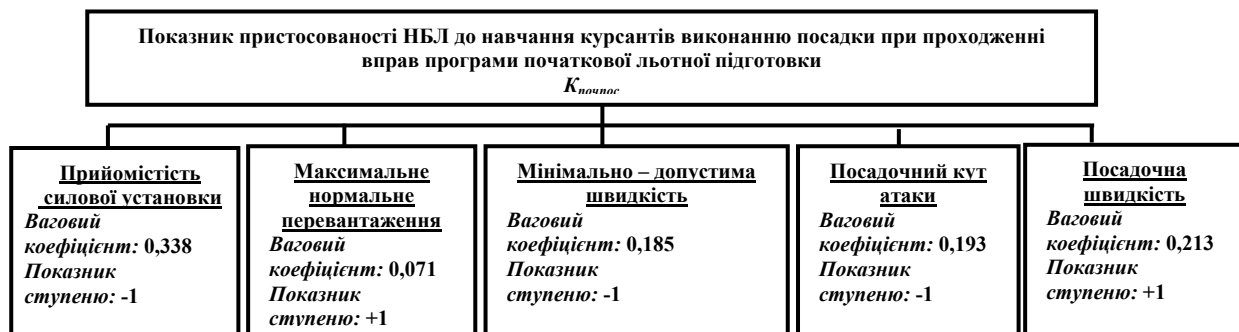 Показник пристосованості НБЛ до навчання курсантів виконанню посадки при проходженні
вправ програми початкової льотної підготовки
Kпочпос
Прийомістість
силової установки
Ваговий
коефіцієнт: 0,338
Показник
ступеню: -1
Максимальне
нормальне
перевантаження
Ваговий
коефіцієнт: 0,071
Показник
ступеню: +1
Мінімально – допустима
швидкість
Ваговий
коефіцієнт: 0,185
Показник
ступеню: -1
Посадочний кут
атаки
Ваговий
коефіцієнт: 0,193
Показник
ступеню: -1
Посадочна
швидкість
Ваговий
коефіцієнт: 0,213
Показник
ступеню: +1